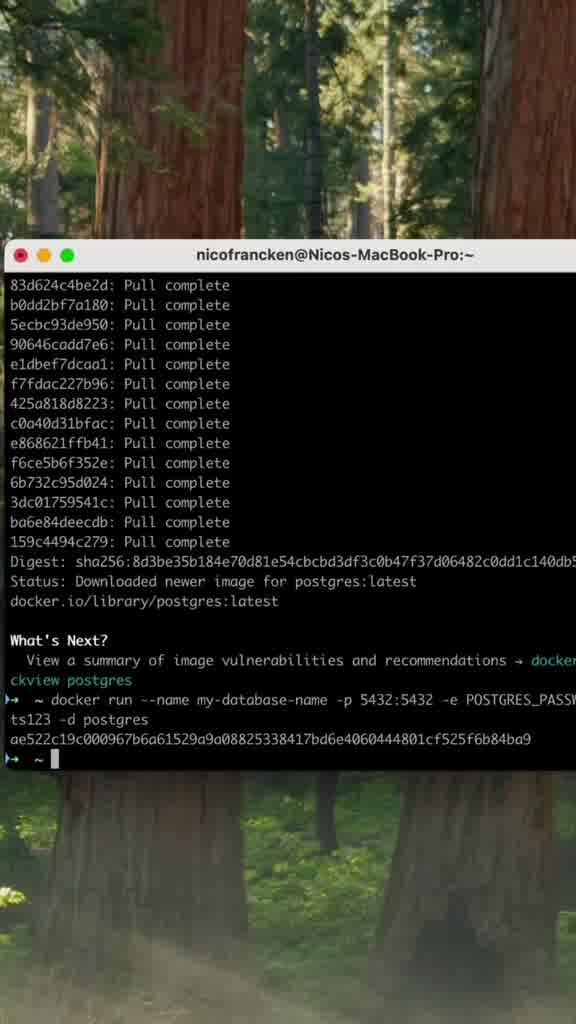 nicofrancken@Nicos-MacBook-Pro:~
83d624c4be2d: Pull complete
b0dd2bf7a180: Pull complete
5ecbc93de950: Pull complete
90646cadd7e6: Pull complete
e1dbef7dcaa1: Pull complete
f7fdac227b96: Pull complete
425a818d8223: Pull complete
c0a40d31bfac: Pull complete
e868621ffb41: Pull complete
f6ce5b6f352e: Pull complete
6b732c95d024: Pull complete
3dc01759541c: Pull complete
ba6e84deecdb: Pull complete
159c4494c279: Pull complete
Digest: sha256:8d3be35b184e70d81e54cbcbd3df3c0b47f37d06482c0dd1c140db5
Status: Downloaded newer image for postgres:latest
docker.io/library/postgres:latest
What's Next?
View a summary of image vulnerabilities and recommendations → docker
ckview postgres
➜ ~ docker run --name my-database-name -p 5432:5432 -e POSTGRES_PASSW
ts123 -d postgres
ae522c19c000967b6a61529a9a08825338417bd6e4060444801cf525f6b84ba9
➜ ~